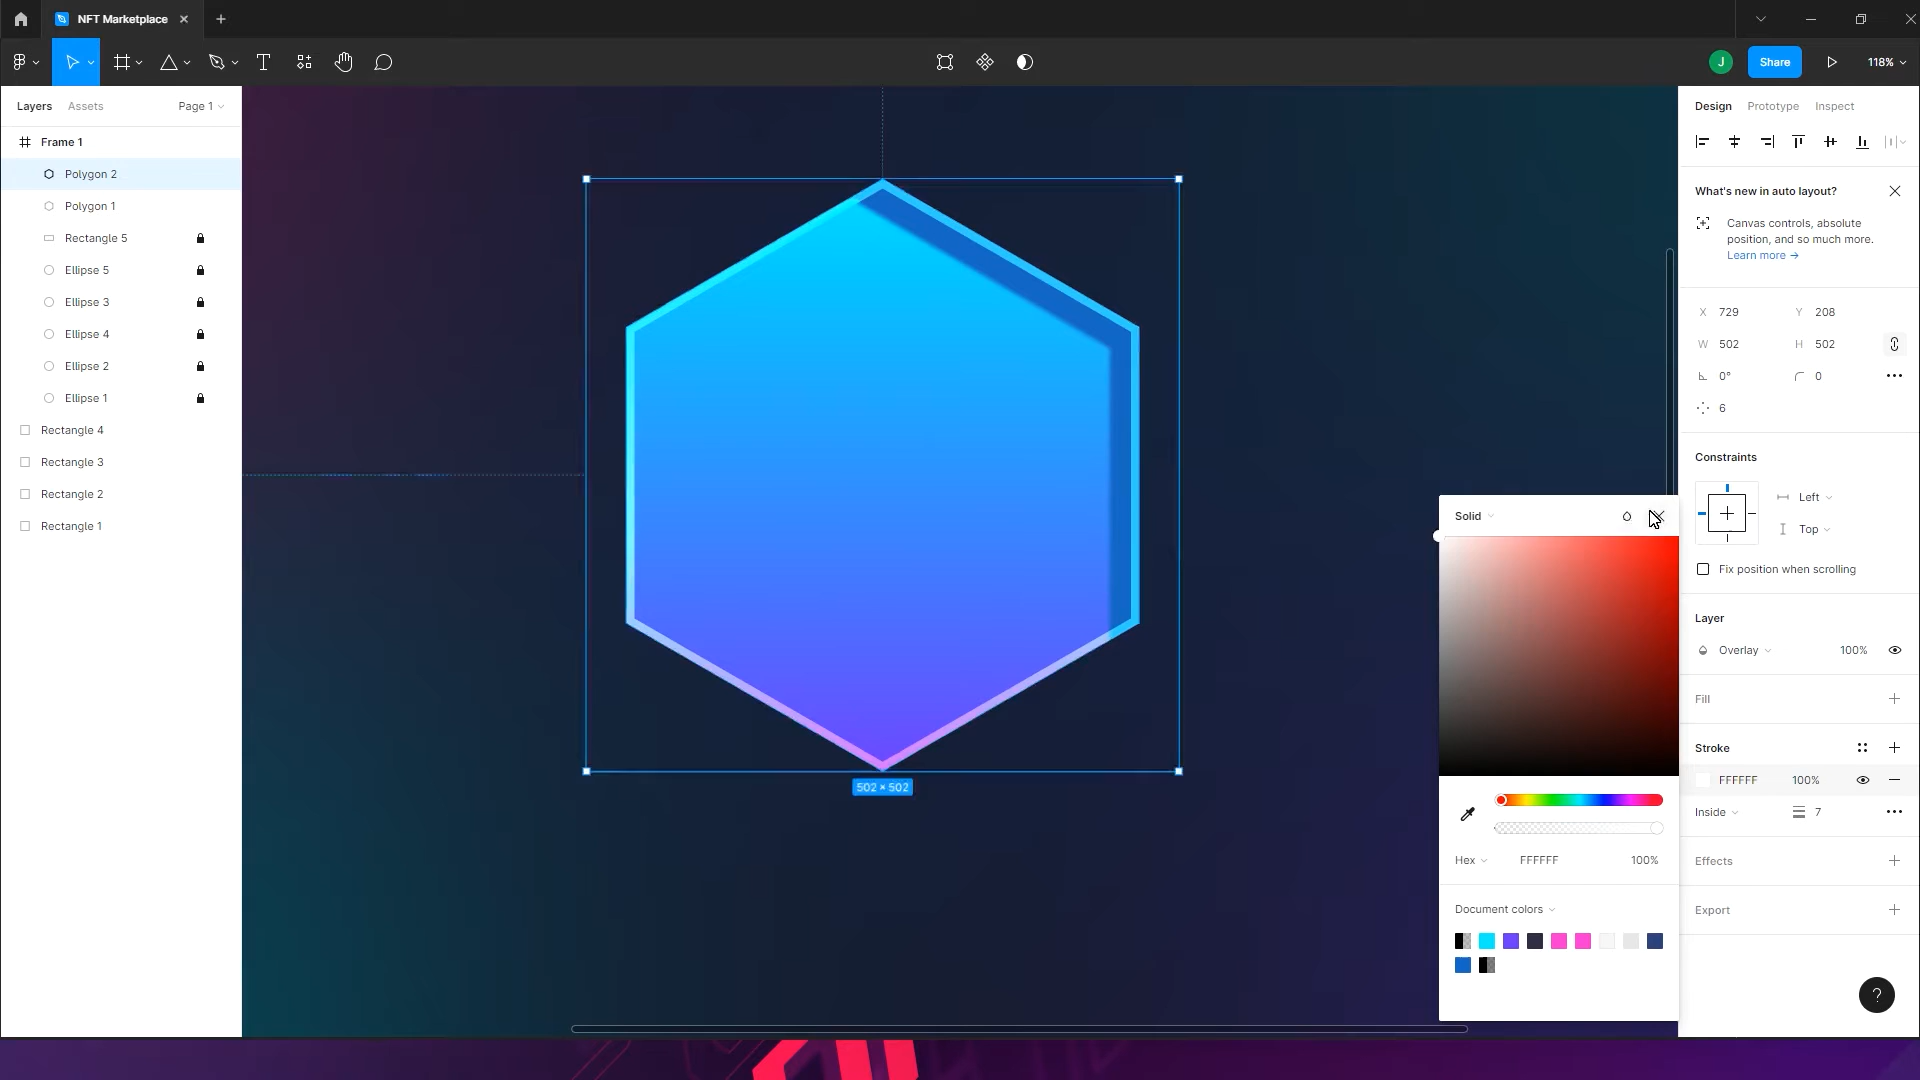 NFT Marketplace
J
Share
118%
Layers
Assets
Page 1
Design
Prototype
Inspect
Frame 1
Polygon 2
Polygon 1
Rectangle 5
Ellipse 5
Ellipse 3
Ellipse 4
Ellipse 2
Ellipse 1
Rectangle 4
Rectangle 3
Rectangle 2
Rectangle 1
502 × 502
Solid
Hex
FFFFFF
100%
Document colors
What's new in auto layout?
Canvas controls, absolute
position, and so much more.
Learn more →
X 729
Y 208
W 502
H 502
0°
0
6
Constraints
Left
Top
Fix position when scrolling
Layer
Overlay
100%
Fill
Stroke
FFFFFF
100%
Inside
7
Effects
Export
?